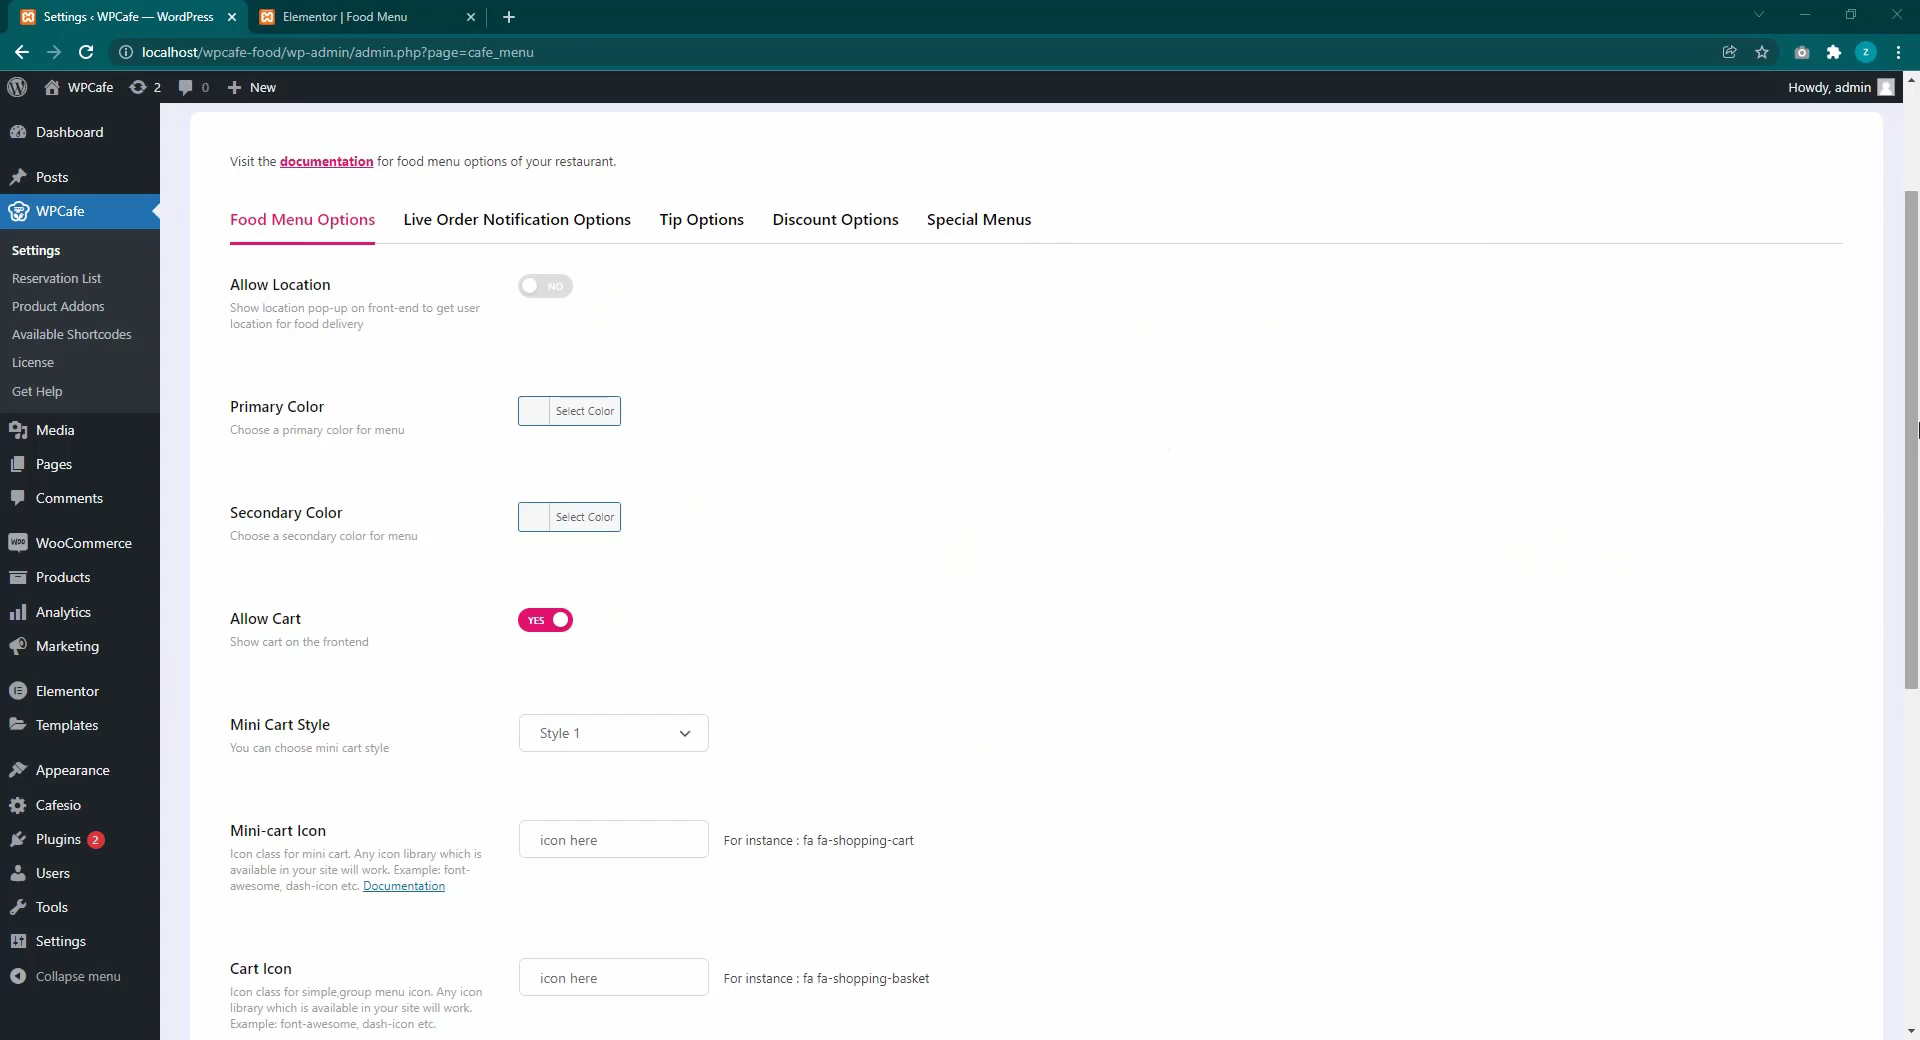 Settings ‹ WPCafe — WordPress
Elementor | Food Menu
localhost/wpcafe-food/wp-admin/admin.php?page=cafe_menu
Z
WPCafe
2
0
New
Howdy, admin
Dashboard
Posts
WPCafe
Settings
Reservation List
Product Addons
Available Shortcodes
License
Get Help
Media
Pages
Comments
WooCommerce
Products
Analytics
Marketing
Elementor
Templates
Appearance
Cafesio
Plugins 2
Users
Tools
Settings
Collapse menu
Visit the documentation for food menu options of your restaurant.
Food Menu Options
Live Order Notification Options
Tip Options
Discount Options
Special Menus
Allow Location
NO
Show location pop-up on front-end to get user
location for food delivery
Primary Color
Select Color
Choose a primary color for menu
Secondary Color
Select Color
Choose a secondary color for menu
Allow Cart
YES
Show cart on the frontend
Mini Cart Style
Style 1
You can choose mini cart style
Mini-cart Icon
icon here
For instance : fa fa-shopping-cart
Icon class for mini cart. Any icon library which is
available in your site will work. Example: font-
awesome, dash-icon etc. Documentation
Cart Icon
icon here
For instance : fa fa-shopping-basket
Icon class for simple,group menu icon. Any icon
library which is available in your site will work.
Example: font-awesome, dash-icon etc.